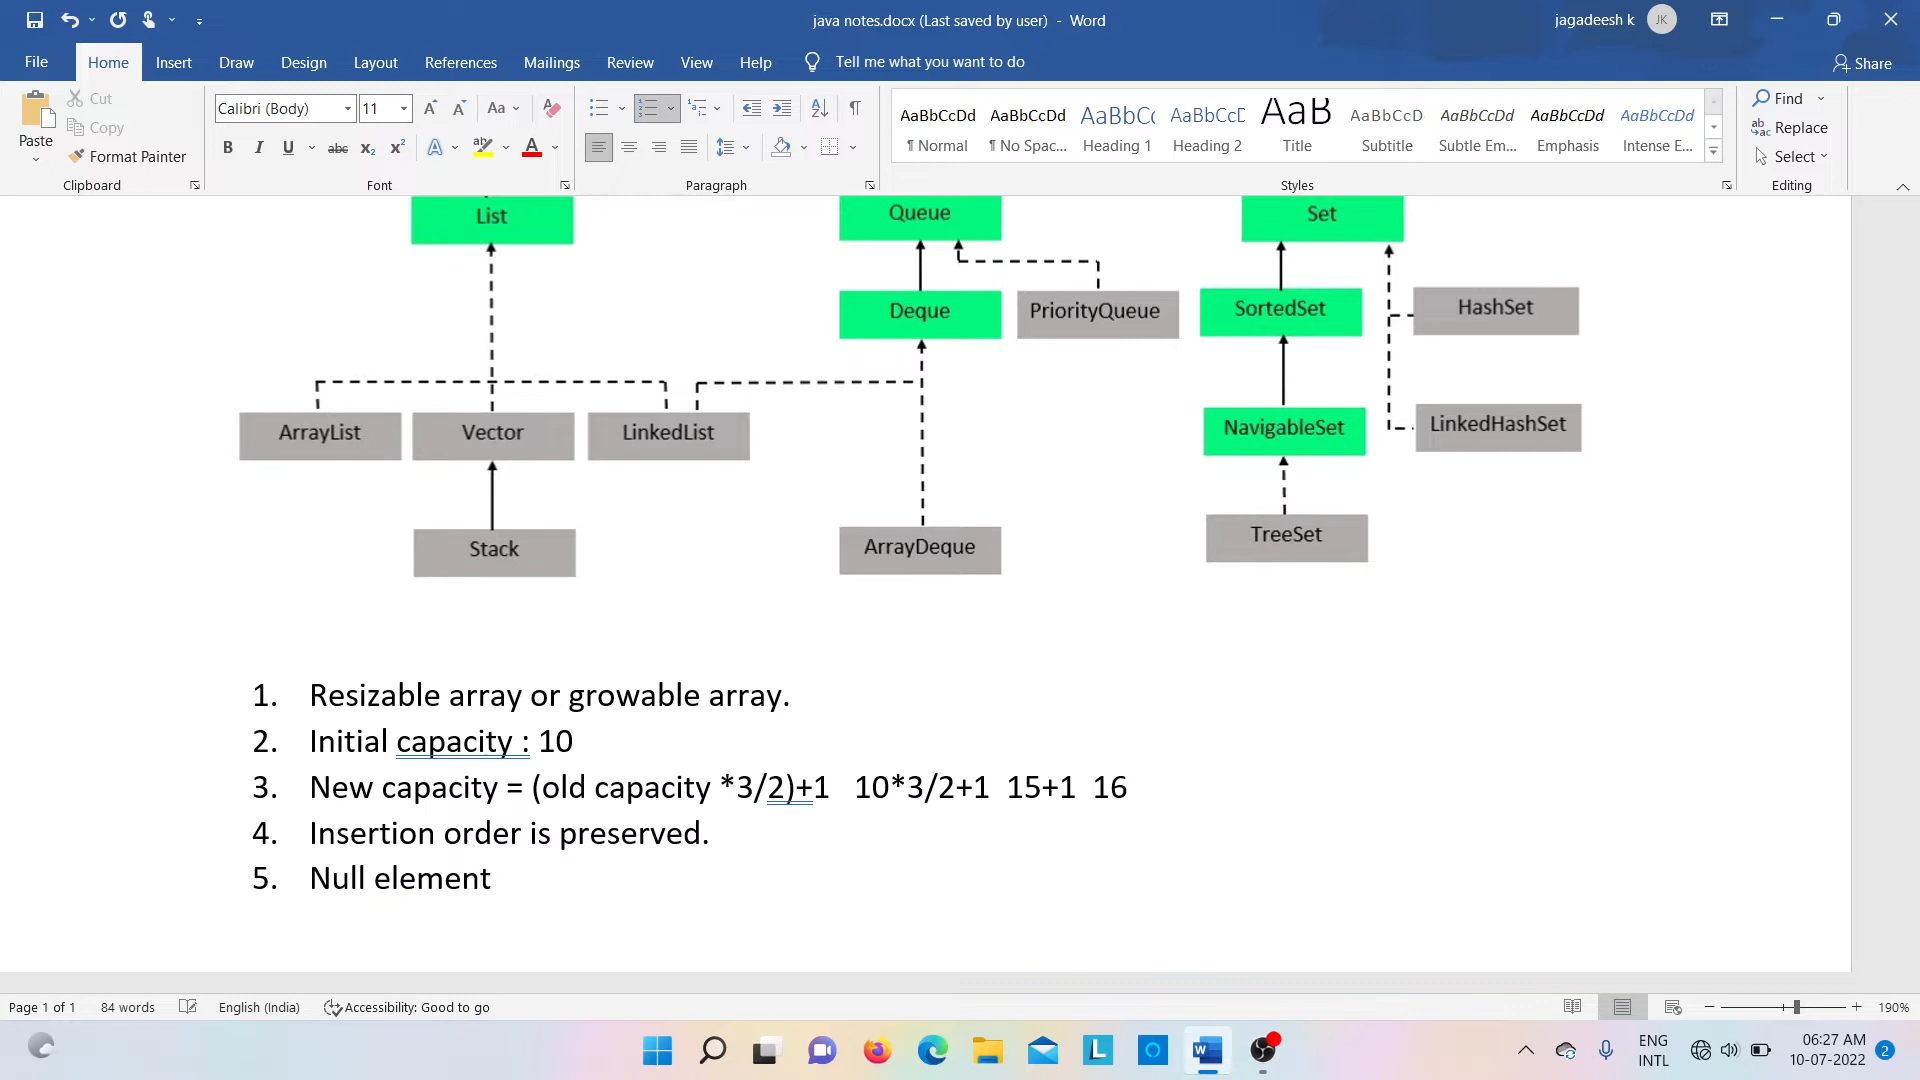 java notes.docx (Last saved by user) - Word
jagadeesh k
JK
File Home Insert Draw Design Layout References Mailings Review View Help Tell me what you want to do
Share
Paste
Cut
Copy
Format Painter
Clipboard
Calibri (Body) 11
Aa
B I U abc x₂ x² A ab A
Font
Paragraph
AaBbCcDd AaBbCcDd AaBbC AaBbCcD AaB AaBbCcD AaBbCcDd AaBbCcDd AaBbCcDd
¶ Normal ¶ No Spac... Heading 1 Heading 2 Title Subtitle Subtle Em... Emphasis Intense E...
Styles
Find
Replace
Select
Editing
List Queue Set
Deque PriorityQueue SortedSet HashSet
ArrayList Vector LinkedList NavigableSet LinkedHashSet
Stack ArrayDeque TreeSet
1. Resizable array or growable array.
2. Initial capacity : 10
3. New capacity = (old capacity *3/2)+1 10*3/2+1 15+1 16
4. Insertion order is preserved.
5. Null element
Page 1 of 1 84 words English (India) Accessibility: Good to go 190%
ENG
INTL
06:27 AM
10-07-2022
2